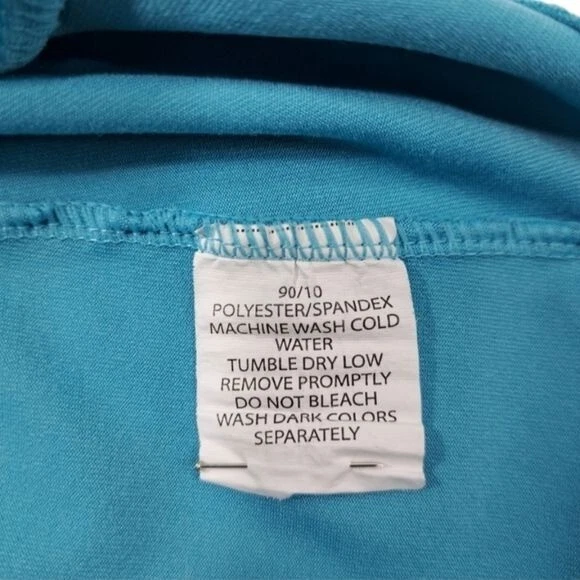 90/10
POLYESTER/SPANDEX
MACHINE WASH COLD
WATER
TUMBLE DRY LOW
REMOVE PROMPTLY
DO NOT BLEACH
WASH DARK COLORS
SEPARATELY